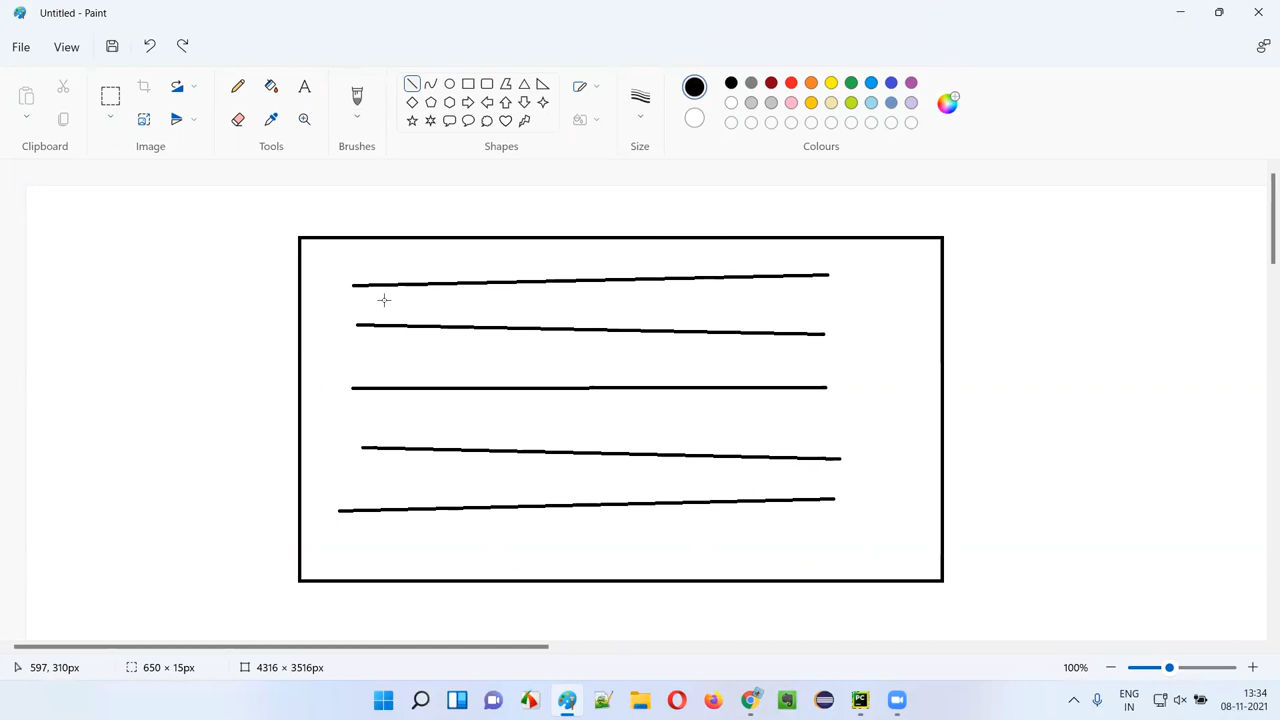 Untitled - Paint
File View
Clipboard Image Tools Brushes Shapes Size Colours
597, 310px 650 × 15px 4316 × 3516px 100%
ENG 13:34
IN 08-11-2021